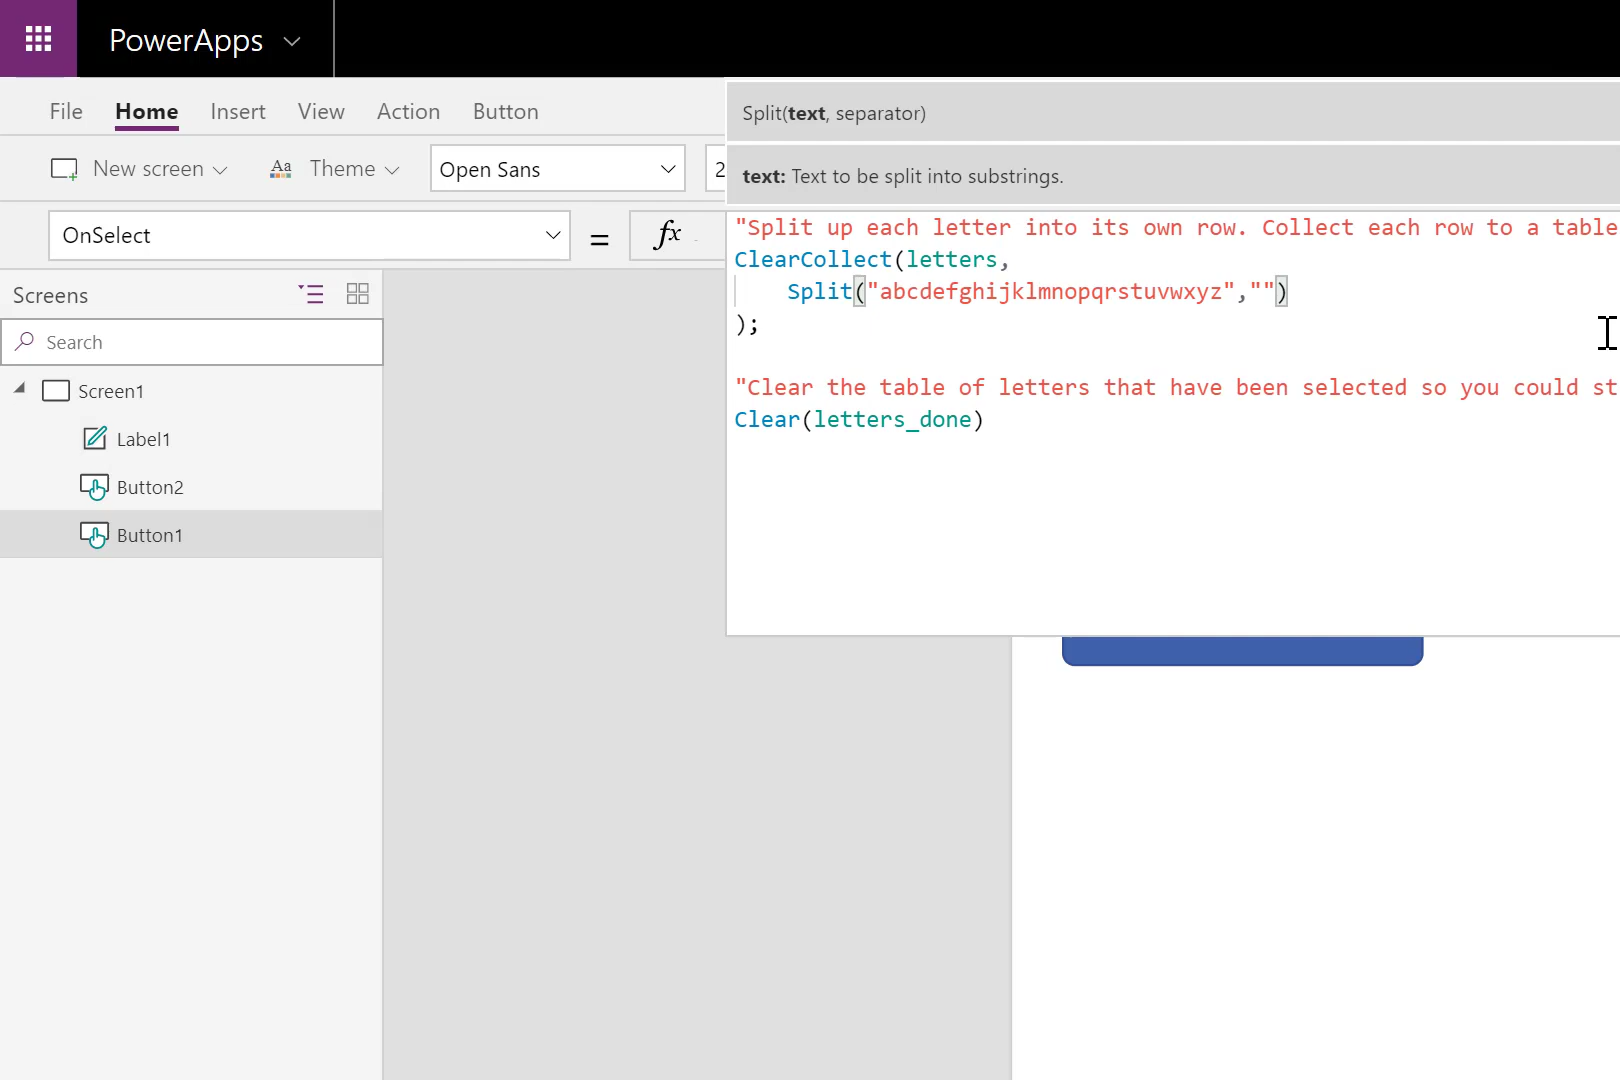 PowerApps
File Home Insert View Action Button
Split(text, separator)
New screen Theme Open Sans 2
text: Text to be split into substrings.
OnSelect = fx
"Split up each letter into its own row. Collect each row to a table
ClearCollect(letters,
Split("abcdefghijklmnopqrstuvwxyz","")
);
"Clear the table of letters that have been selected so you could st
Clear(letters_done)
Screens
Search
Screen1
Label1
Button2
Button1